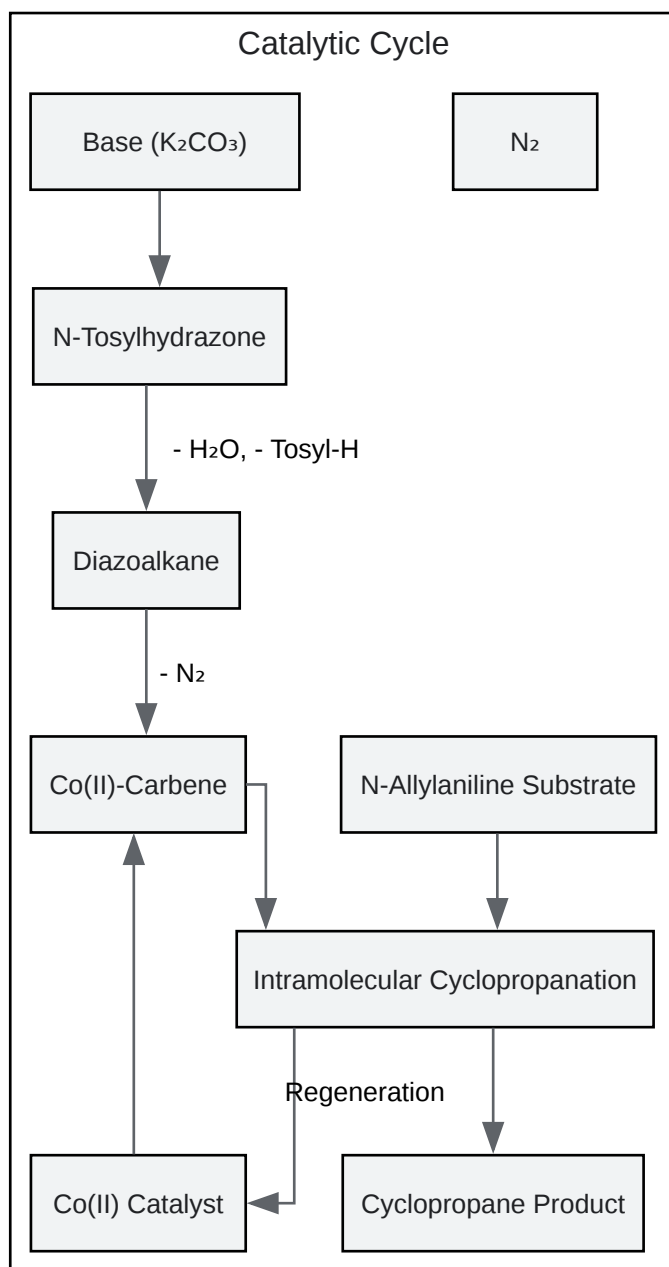 Catalytic Cycle
Base (K₂CO₃)
N₂
N-Tosylhydrazone
- H₂O, - Tosyl-H
Diazoalkane
- N₂
Co(II)-Carbene
N-Allylaniline Substrate
Intramolecular Cyclopropanation
Regeneration
Co(II) Catalyst
Cyclopropane Product